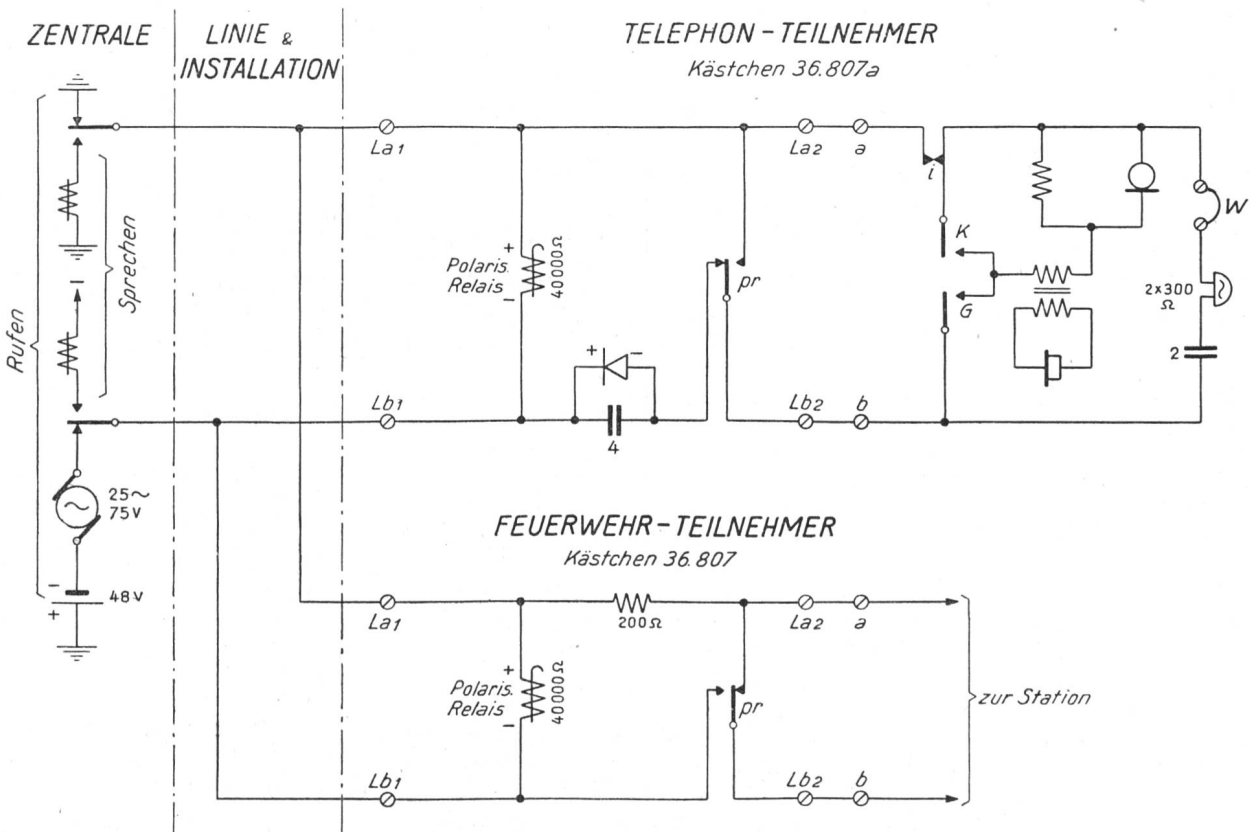 ZENTRALE
LINIE &
INSTALLATION
TELEPHON-TEILNEHMER
Kästchen 36.807a
La1
La2
a
i
Rufen
Sprechen
+
Polaris.
Relais
-
40000Ω
pr
K
G
W
2×300
Ω
2
+ -
4
Lb1
Lb2
b
25~
75V
-
48V
+
FEUERWEHR-TEILNEHMER
Kästchen 36.807
La1
200Ω
La2
a
+
Polaris.
Relais
-
40000Ω
pr
zur Station
Lb1
Lb2
b